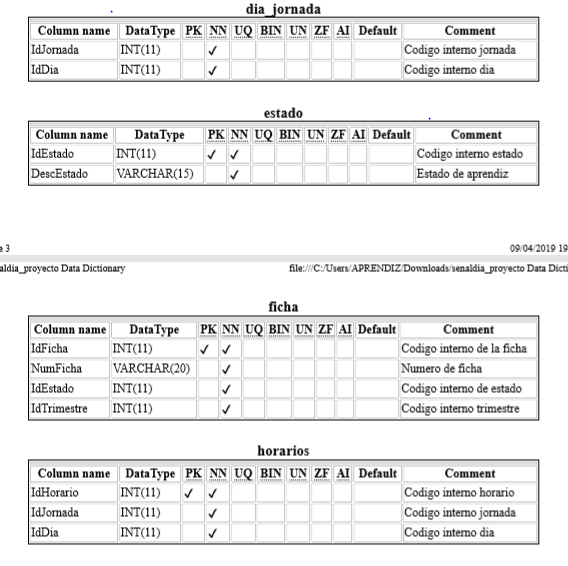 dia_jornada
Column name DataType PK NN UQ BIN UN ZF AI Default Comment
IdJornada INT(11) ✓ Codigo interno jornada
IdDia INT(11) ✓ Codigo interno dia
estado
Column name DataType PK NN UQ BIN UN ZF AI Default Comment
IdEstado INT(11) ✓ ✓ Codigo interno estado
DescEstado VARCHAR(15) ✓ Estado de aprendiz
e 3 09/04/2019 19
aldia_proyecto Data Dictionary file:///C:/Users/APRENDIZ/Downloads/senaldia_proyecto Data Dicti
ficha
Column name DataType PK NN UQ BIN UN ZF AI Default Comment
IdFicha INT(11) ✓ ✓ Codigo interno de la ficha
NumFicha VARCHAR(20) ✓ Numero de ficha
IdEstado INT(11) ✓ Codigo interno de estado
IdTrimestre INT(11) ✓ Codigo interno trimestre
horarios
Column name DataType PK NN UQ BIN UN ZF AI Default Comment
IdHorario INT(11) ✓ ✓ Codigo interno horario
IdJornada INT(11) ✓ Codigo interno jornada
IdDia INT(11) ✓ Codigo interno dia